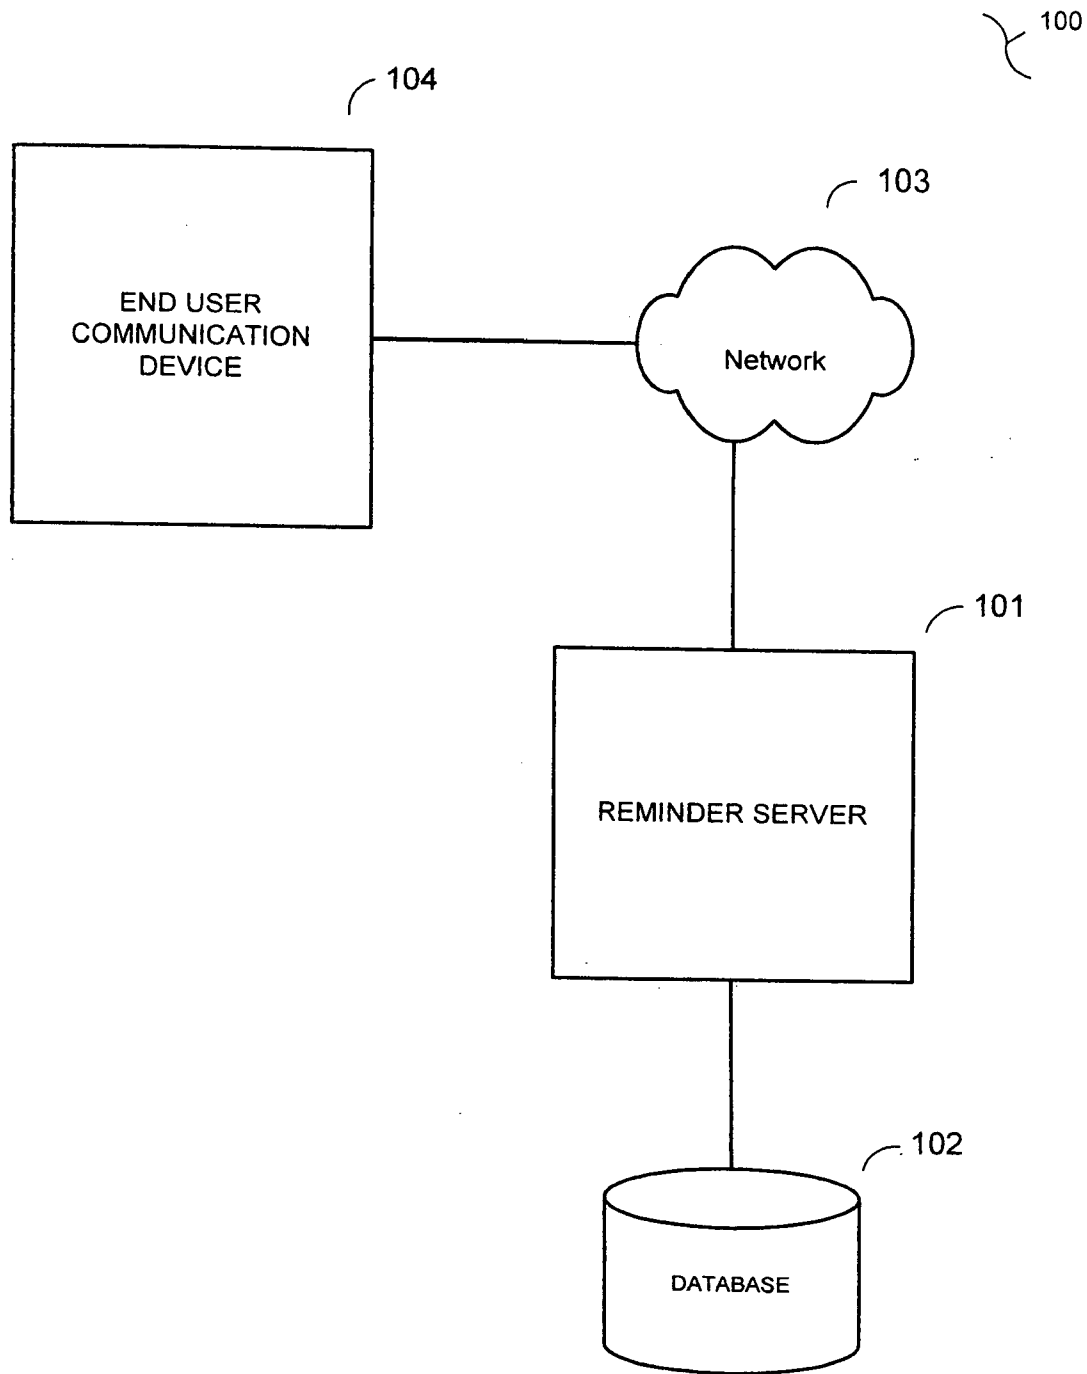 100
104
103
END USER
COMMUNICATION
DEVICE
Network
101
REMINDER SERVER
102
DATABASE